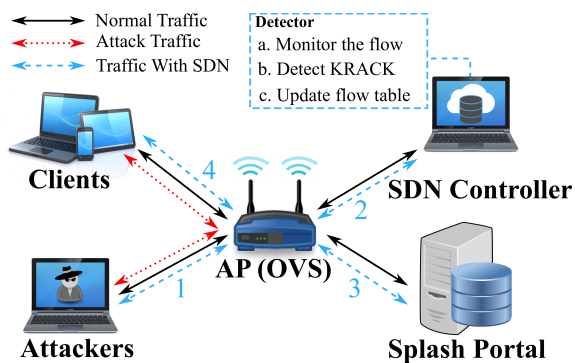 Normal Traffic
Attack Traffic
Traffic With SDN
Detector
a. Monitor the flow
b. Detect KRACK
c. Update flow table
Clients
4
2
SDN Controller
AP (OVS)
1
3
Attackers
Splash Portal